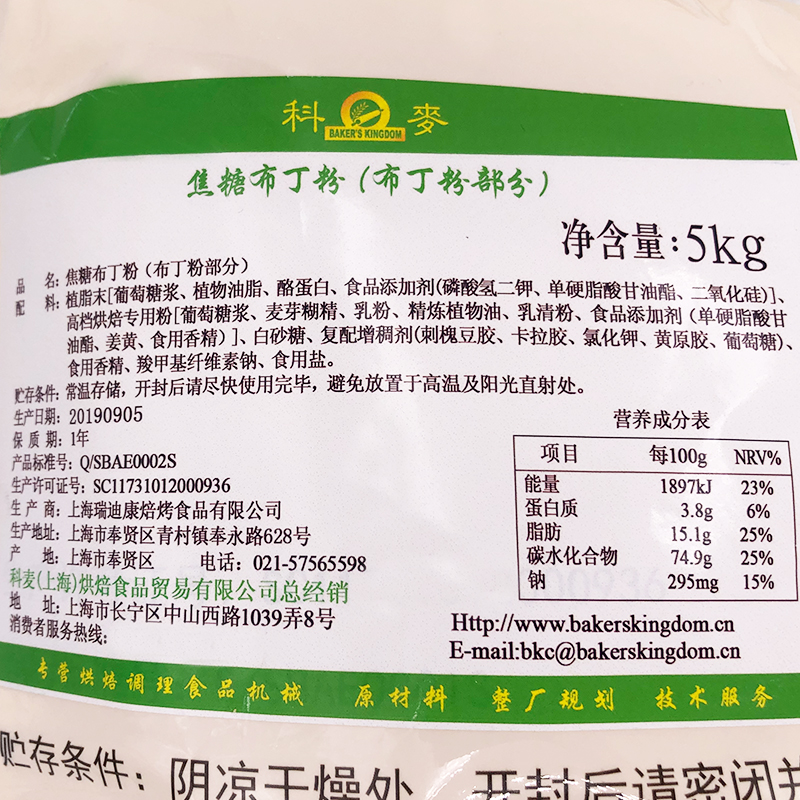 科 麥
BAKER'S KINGDOM
焦糖布丁粉(布丁粉部分)
净含量:5kg
品 名:焦糖布丁粉(布丁粉部分)
配 料:植脂末[葡萄糖浆、植物油脂、酪蛋白、食品添加剂(磷酸氢二钾、单硬脂酸甘油酯、二氧化硅)]、
高档烘焙专用粉[葡萄糖浆、麦芽糊精、乳粉、精炼植物油、乳清粉、食品添加剂(单硬脂酸甘
油酯、姜黄、食用香精)]、白砂糖、复配增稠剂(刺槐豆胶、卡拉胶、氯化钾、黄原胶、葡萄糖)、
食用香精、羧甲基纤维素钠、食用盐。
贮存条件:常温存储,开封后请尽快使用完毕,避免放置于高温及阳光直射处。
生产日期:20190905
保 质 期:1年
产品标准号:Q/SBAE0002S
生产许可证号:SC11731012000936
生 产 商:上海瑞迪康焙烤食品有限公司
生产地址:上海市奉贤区青村镇奉永路628号
产 地:上海市奉贤区 电话:021-57565598
科麦(上海)烘焙食品贸易有限公司总经销
地 址:上海市长宁区中山西路1039弄8号
消费者服务热线:
营养成分表
项目 每100g NRV%
能量 1897kJ 23%
蛋白质 3.8g 6%
脂肪 15.1g 25%
碳水化合物 74.9g 25%
钠 295mg 15%
Http://www.bakerskingdom.cn
E-mail:bkc@bakerskingdom.cn
专营烘焙调理食品机械 原材料 整厂规划 技术服务
贮存条件:阴凉干燥处 开封后请密闭并